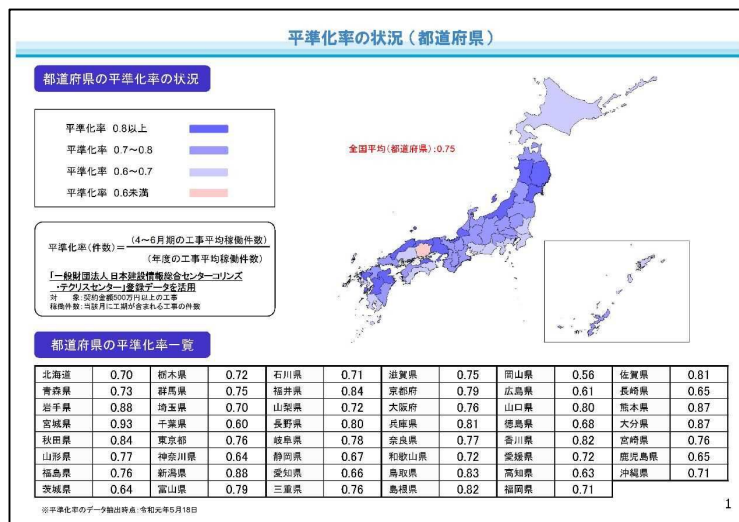 平準化率の状況（都道府県）
都道府県の平準化率の状況
平準化率 0.8以上
平準化率 0.7～0.8
平準化率 0.6～0.7
平準化率 0.6未満
全国平均(都道府県):0.75
平準化率(件数)＝(4～6月期の工事平均稼働件数)
(年度の工事平均稼働件数)
「一般財団法人 日本建設情報総合センターコリンズ
・テクリスセンター」登録データを活用
対　象：契約金額500万円以上の工事
稼働件数：当該月に工期が含まれる工事の件数
都道府県の平準化率一覧
北海道 0.70 栃木県 0.72 石川県 0.71 滋賀県 0.75 岡山県 0.56 佐賀県 0.81
青森県 0.73 群馬県 0.75 福井県 0.84 京都府 0.79 広島県 0.61 長崎県 0.65
岩手県 0.88 埼玉県 0.70 山梨県 0.72 大阪府 0.76 山口県 0.80 熊本県 0.87
宮城県 0.93 千葉県 0.60 長野県 0.80 兵庫県 0.81 徳島県 0.68 大分県 0.87
秋田県 0.84 東京都 0.76 岐阜県 0.78 奈良県 0.77 香川県 0.82 宮崎県 0.76
山形県 0.77 神奈川県 0.64 静岡県 0.67 和歌山県 0.72 愛媛県 0.72 鹿児島県 0.65
福島県 0.76 新潟県 0.88 愛知県 0.66 鳥取県 0.83 高知県 0.63 沖縄県 0.71
茨城県 0.64 富山県 0.79 三重県 0.76 島根県 0.82 福岡県 0.71
※平準化率のデータ抽出時点：令和元年5月18日
1